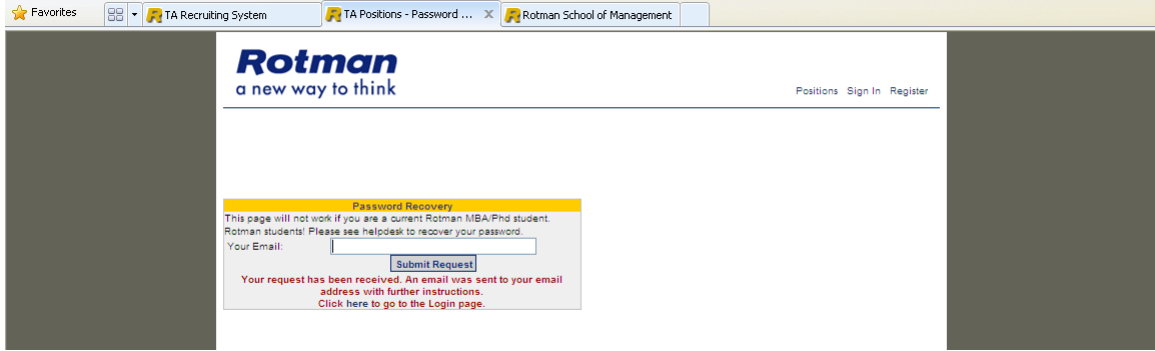 Favorites
TA Recruiting System
TA Positions - Password ...
Rotman School of Management
Rotman
a new way to think
Positions Sign In Register
Password Recovery
This page will not work if you are a current Rotman MBA/Phd student.
Rotman students! Please see helpdesk to recover your password.
Your Email:
Submit Request
Your request has been received. An email was sent to your email
address with further instructions.
Click here to go to the Login page.